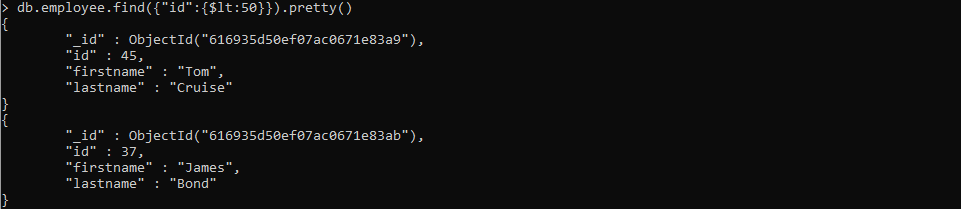 > db.employee.find({"id":{$lt:50}}).pretty()
{
        "_id" : ObjectId("616935d50ef07ac0671e83a9"),
        "id" : 45,
        "firstname" : "Tom",
        "lastname" : "Cruise"
}
{
        "_id" : ObjectId("616935d50ef07ac0671e83ab"),
        "id" : 37,
        "firstname" : "James",
        "lastname" : "Bond"
}